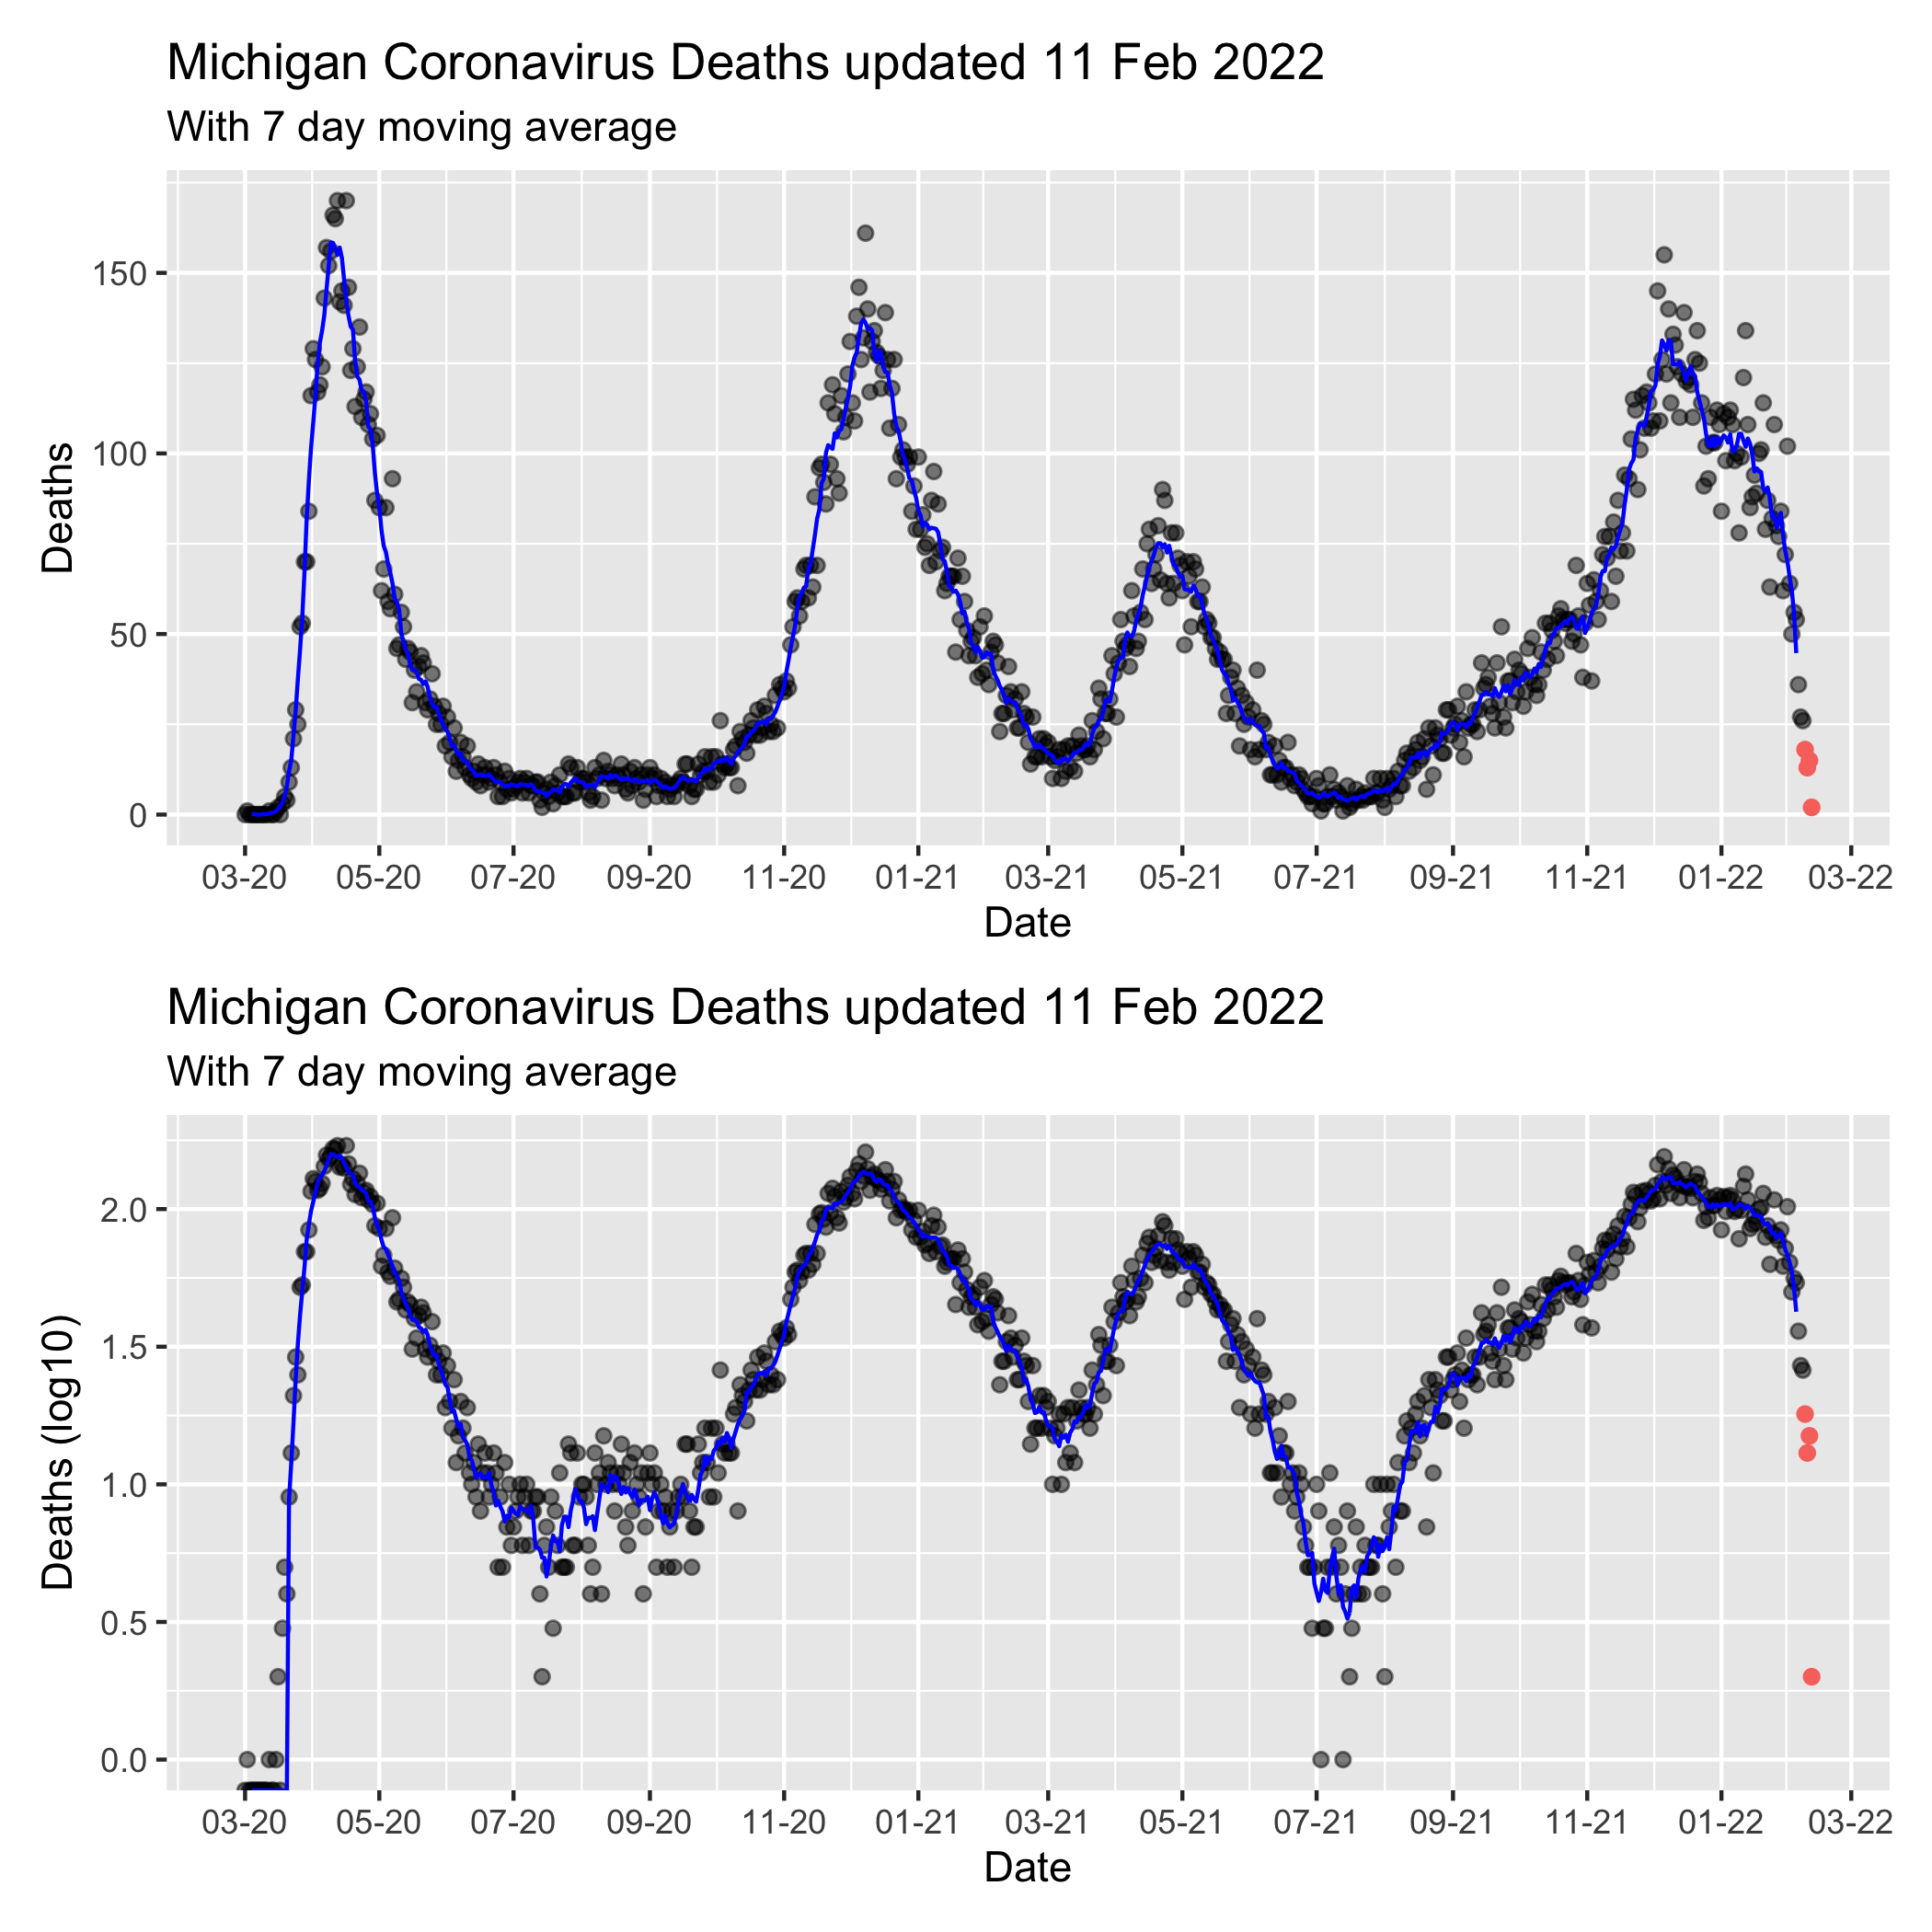 Michigan Coronavirus Deaths updated 11 Feb 2022
With 7 day moving average
Deaths
150
100
50
0
03-20 05-20 07-20 09-20 11-20 01-21 03-21 05-21 07-21 09-21 11-21 01-22 03-22
Date
Michigan Coronavirus Deaths updated 11 Feb 2022
With 7 day moving average
Deaths (log10)
2.0
1.5
1.0
0.5
0.0
03-20 05-20 07-20 09-20 11-20 01-21 03-21 05-21 07-21 09-21 11-21 01-22 03-22
Date